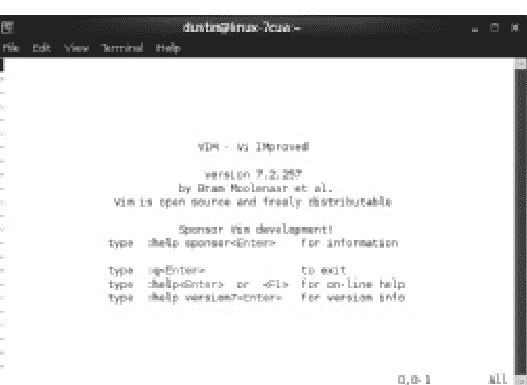 File Edit View Terminal Help
VIM - Vi IMproved
version 7.2.257
by Bram Moolenaar et al.
Vim is open source and freely distributable
Sponsor Vim development!
type :help sponsor<Enter> for information
type :q<Enter> to exit
type :help<Enter> or <F1> for on-line help
type :help version7<Enter> for version info
0,0-1 All